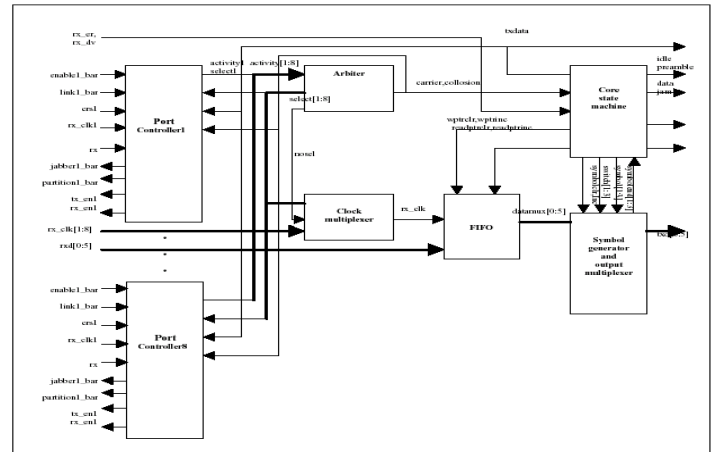 rx_er,
rx_dv
txdata
activity1 activity[1:8]
select1
Arbiter
idle
preamble
enable1_bar
link1_bar
crs1
rx_clk1
rx
Port
Controller1
select[1:8]
carrier,collosion
Core
state
machine
data
jam
wptrclr,wptrinc
readptrclr,readptrinc
nosel
jabber1_bar
partition1_bar
tx_en1
rx_en1
Clock
multiplexer
rx_clk
FIFO
datamux[0:5]
rx_clk[1:8]
rxd[0:5]
Symbol
generator
and
output
multiplexer
enable1_bar
link1_bar
crs1
rx_clk1
rx
Port
Controller8
jabber1_bar
partition1_bar
tx_en1
rx_en1